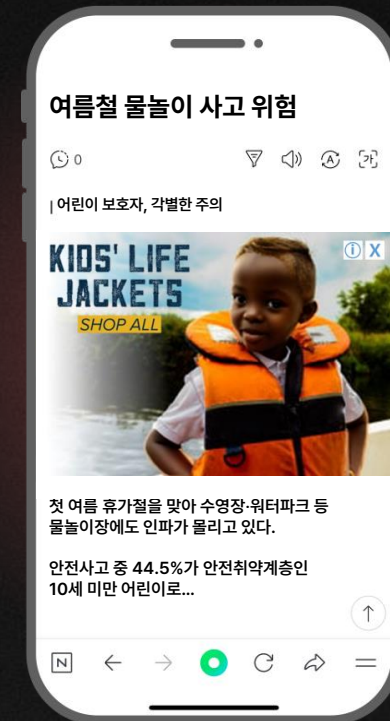 여름철 물놀이 사고 위험
0
A
가
| 어린이 보호자, 각별한 주의
KIDS' LIFE
JACKETS
SHOP ALL
X
첫 여름 휴가철을 맞아 수영장·워터파크 등
물놀이장에도 인파가 몰리고 있다.
안전사고 중 44.5%가 안전취약계층인
10세 미만 어린이로...
N